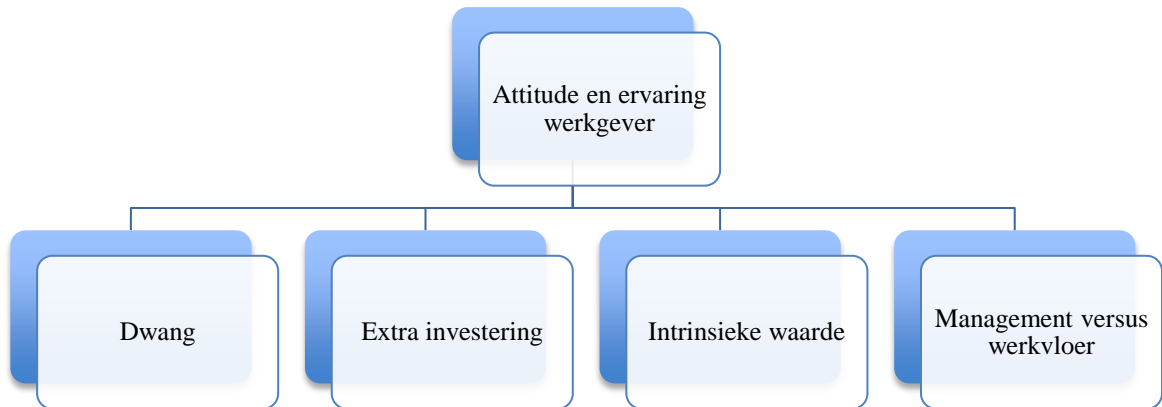 Attitude en ervaring
werkgever
Dwang
Extra investering
Intrinsieke waarde
Management versus
werkvloer